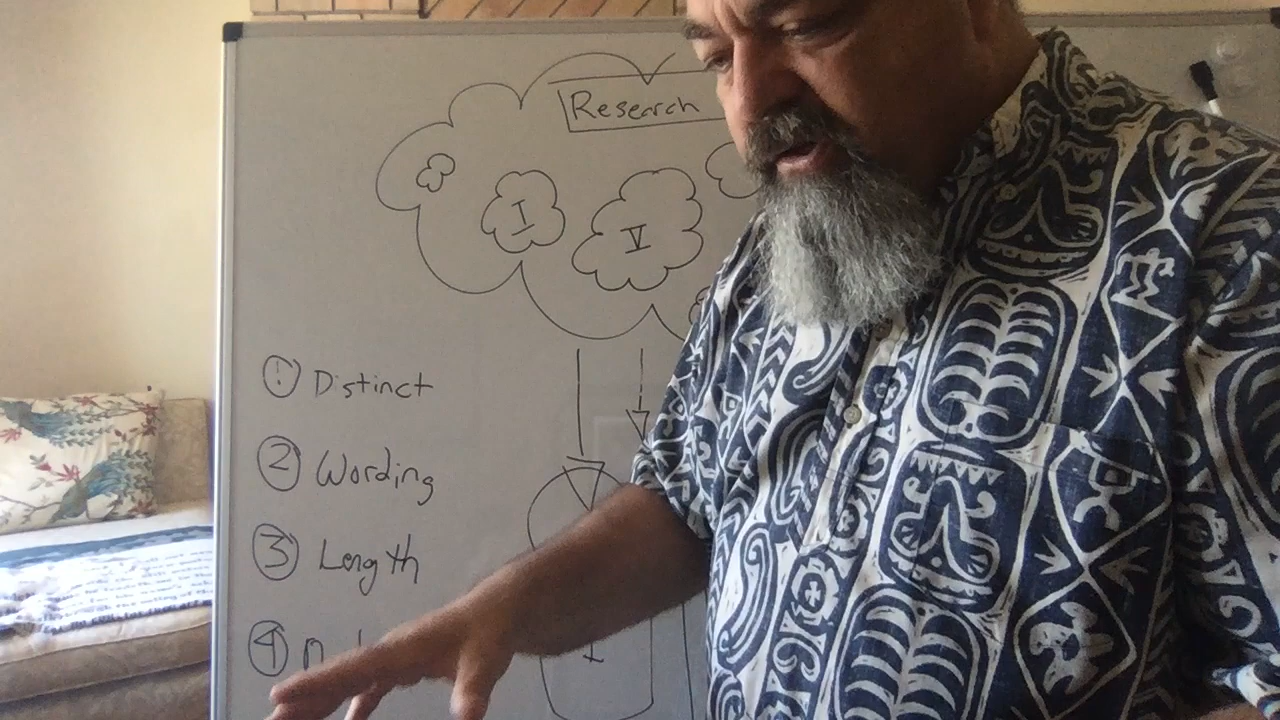 Research
I
V
① Distinct
② Wording
③ Length
④
I